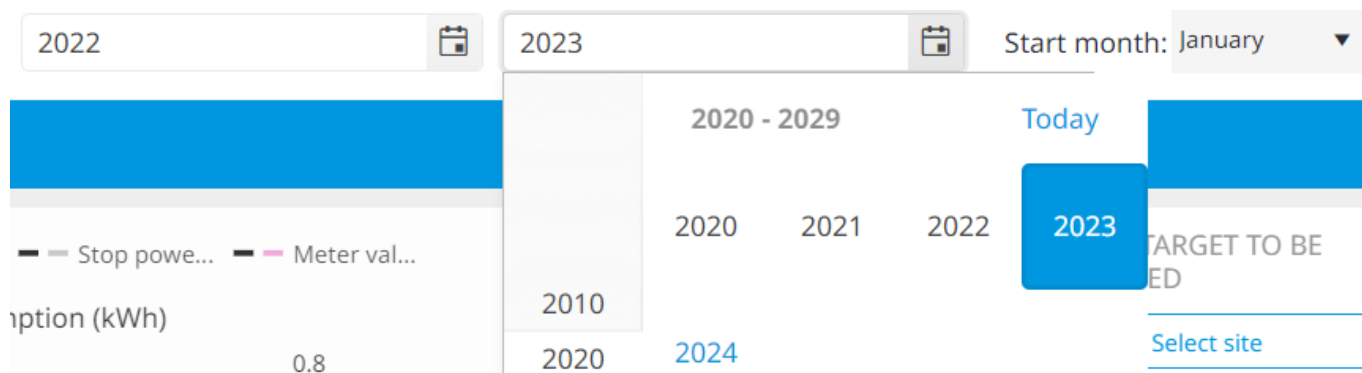 2022
2023
Start month: January
2020 - 2029
Today
2020 2021 2022 2023
Stop powe... Meter val...
TARGET TO BE
ED
2010
nption (kWh)
Select site
0.8
2020
2024